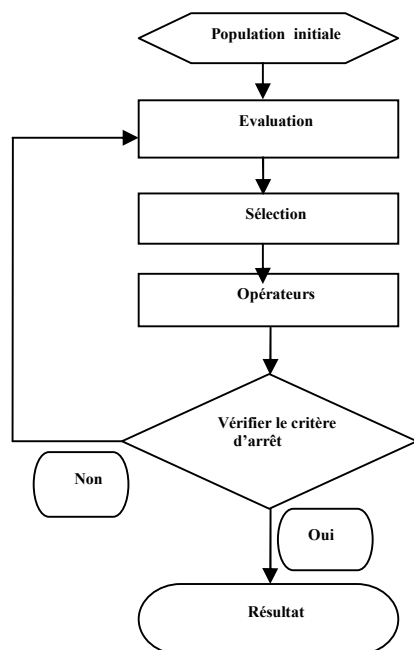 Population initiale
Evaluation
Sélection
Opérateurs
Vérifier le critère
d'arrêt
Non
Oui
Résultat